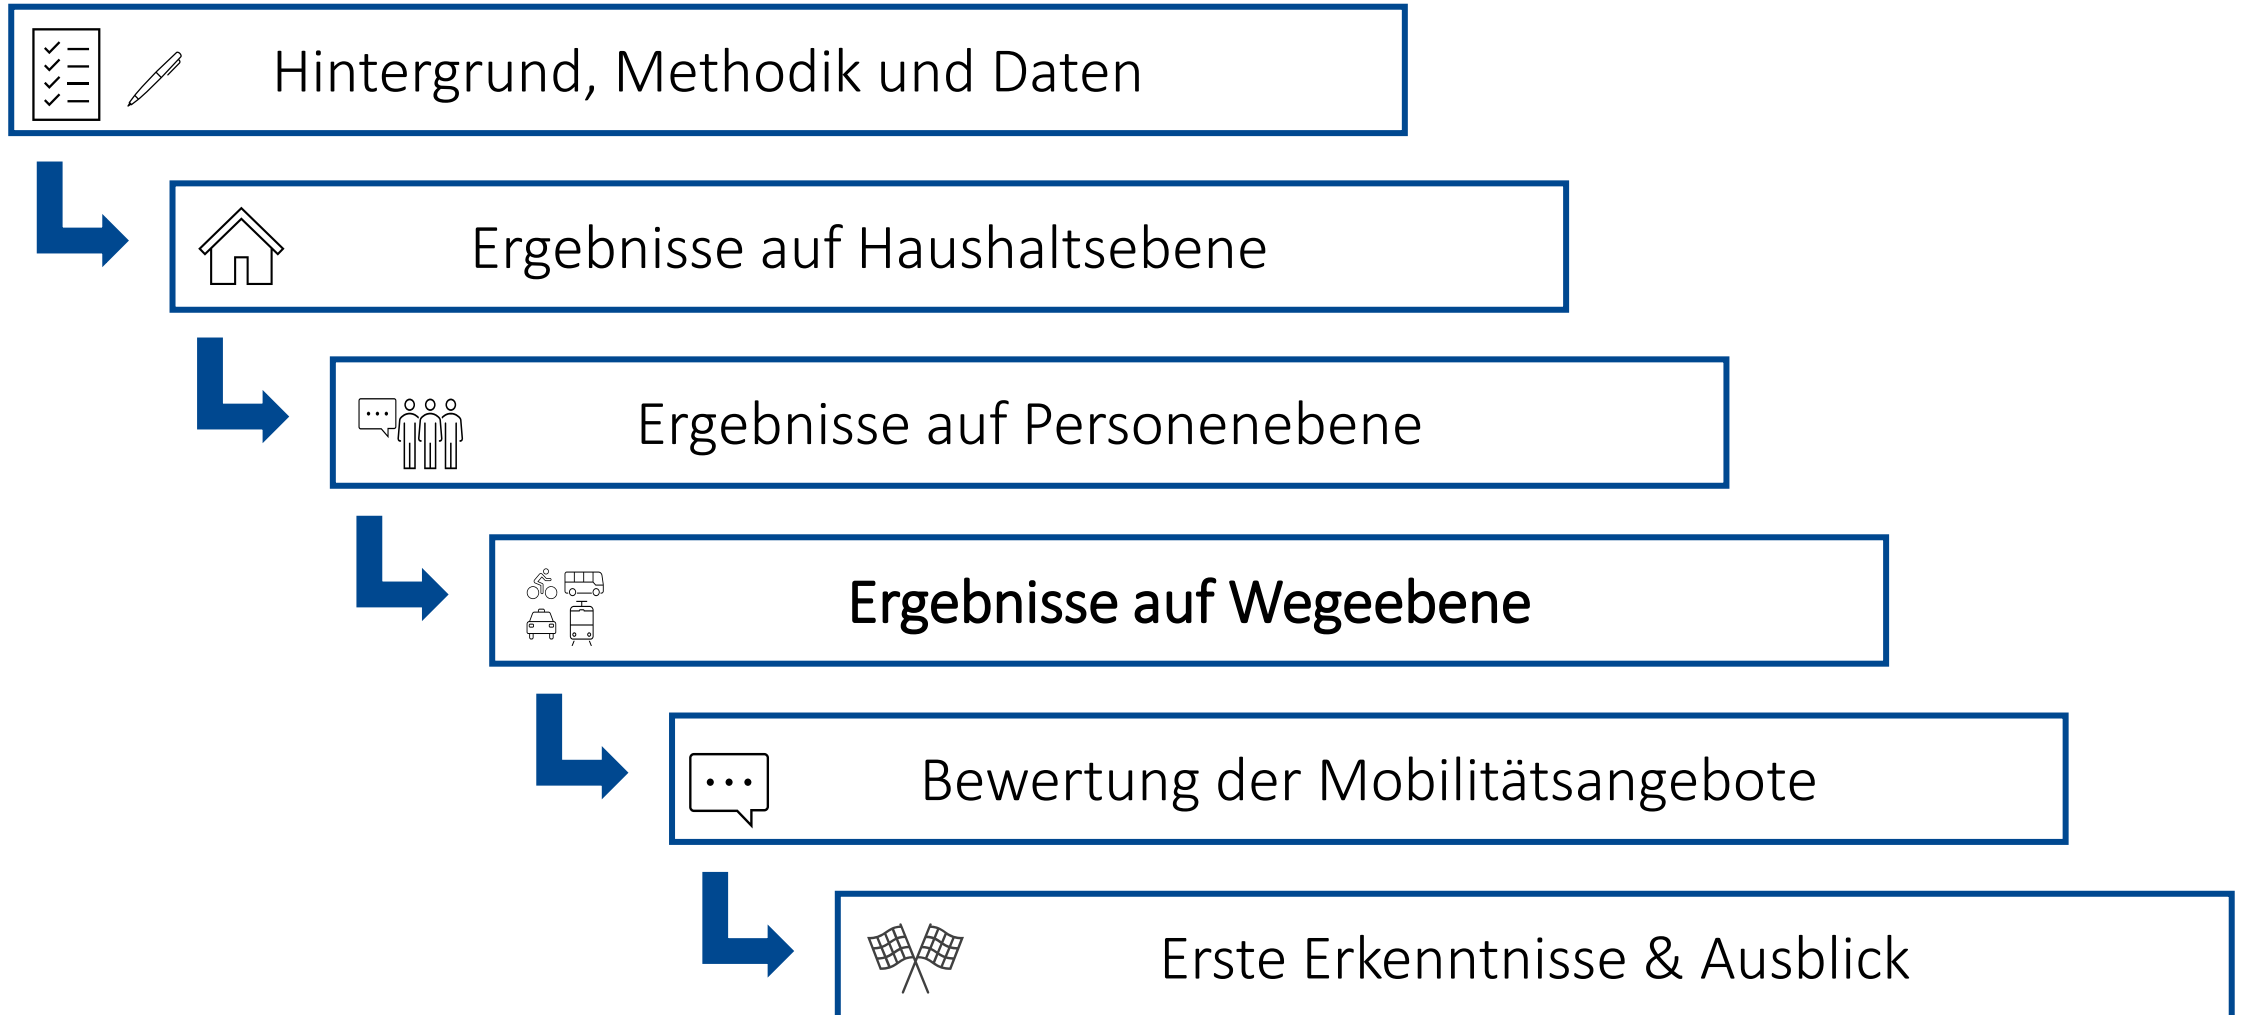 Hintergrund, Methodik und Daten
Ergebnisse auf Haushaltsebene
Ergebnisse auf Personenebene
Ergebnisse auf Wegeebene
Bewertung der Mobilitätsangebote
Erste Erkenntnisse & Ausblick